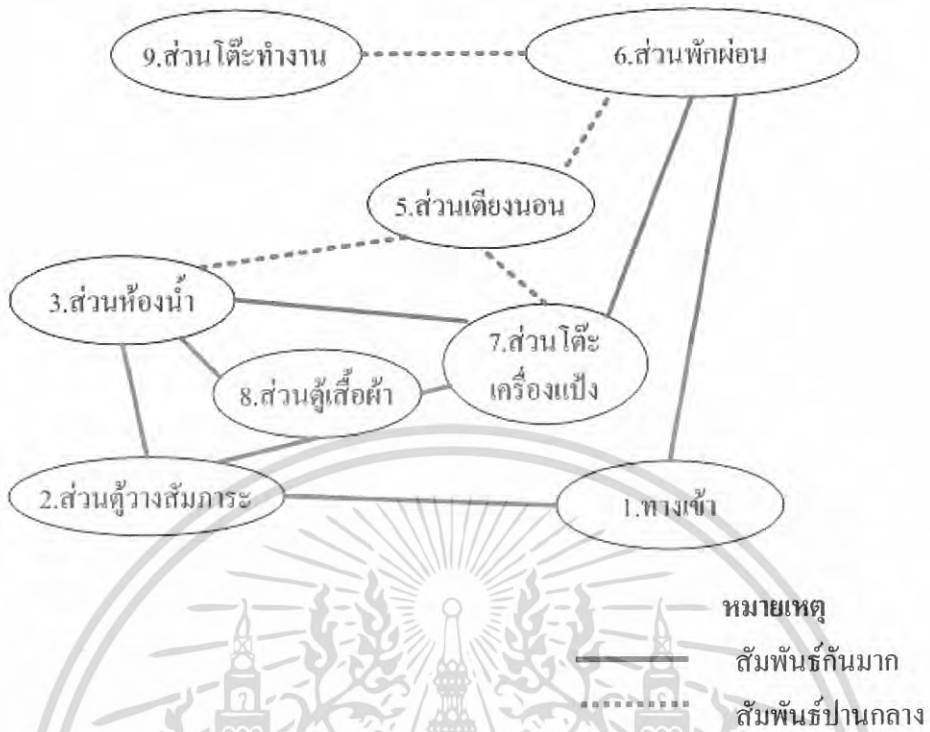 9.ส่วนโต๊ะทำงาน
6.ส่วนพักผ่อน
5.ส่วนเตียงนอน
3.ส่วนห้องน้ำ
7.ส่วนโต๊ะ
เครื่องแป้ง
8.ส่วนตู้เสื้อผ้า
2.ส่วนตู้วางสัมภาระ
1.ทางเข้า
หมายเหตุ
สัมพันธ์กันมาก
สัมพันธ์ปานกลาง